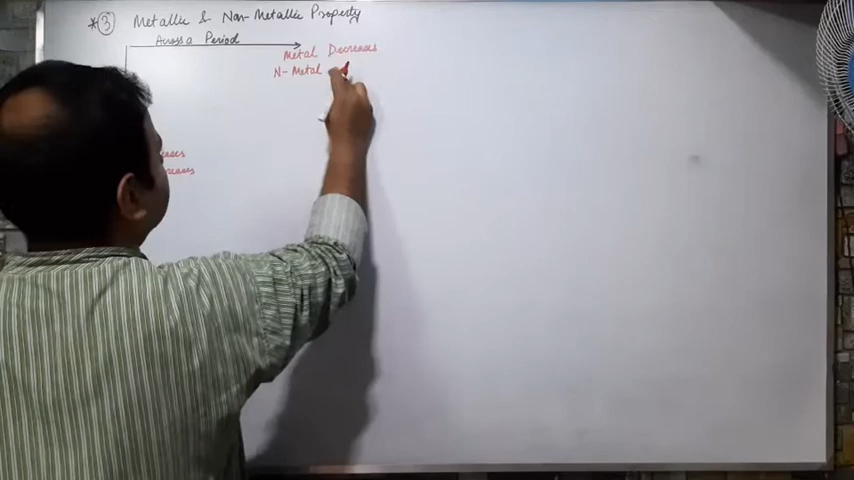 *③ Metallic & Non-Metallic Property
Across a Period
Metal Decreases
N-Metal